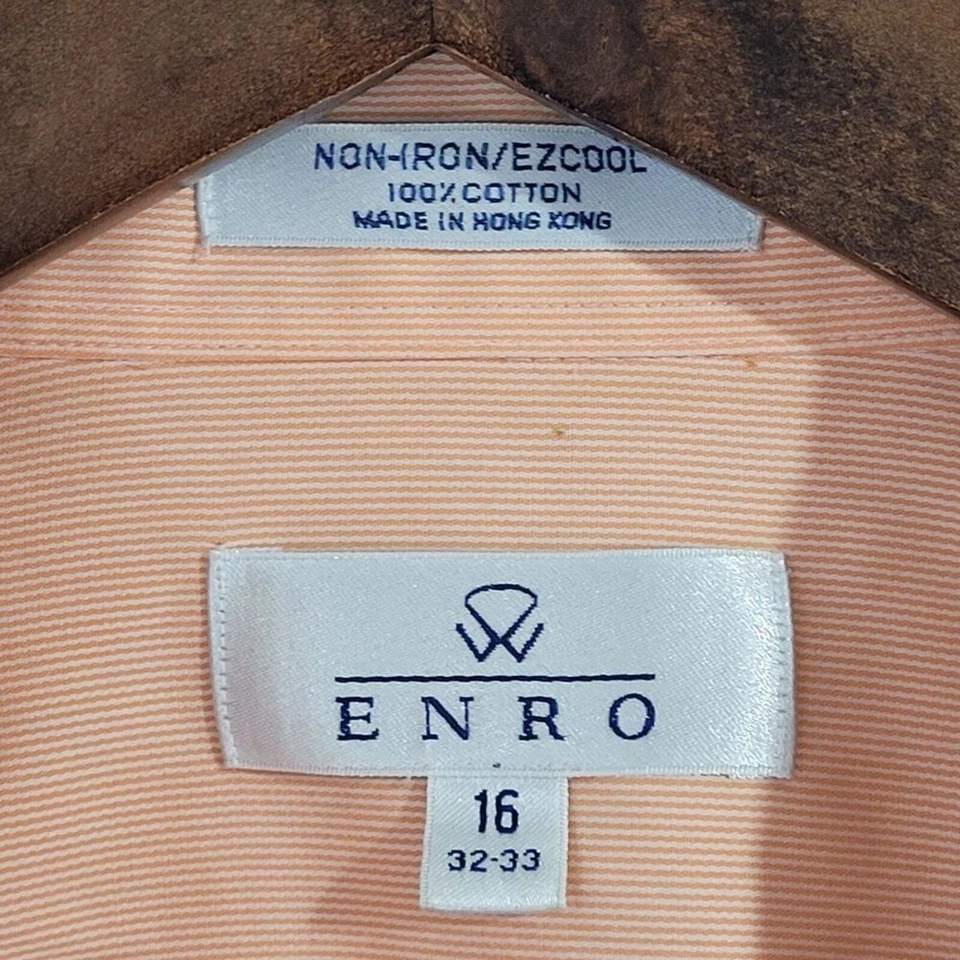 NON-IRON/EZCOOL
100% COTTON
MADE IN HONG KONG
ENRO
16
32-33